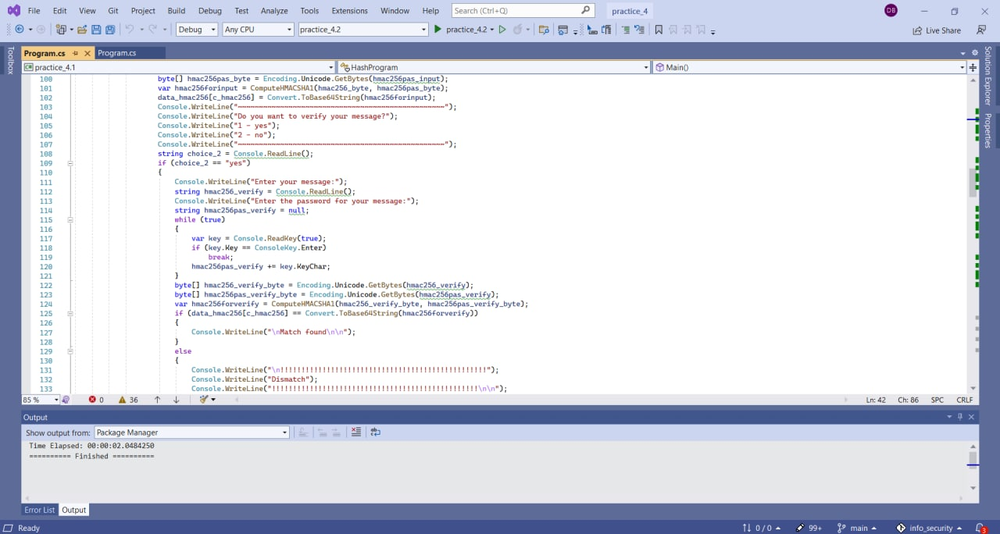 File Edit View Git Project Build Debug Test Analyze Tools Extensions Window Help Search (Ctrl+Q) practice_4 DB
Debug Any CPU practice_4.2 practice_4.2 Live Share
Toolbox
Program.cs Program.cs
practice_4.1 HashProgram Main()
100 byte[] hmac256pas_byte = Encoding.Unicode.GetBytes(hmac256pas_input);
101 var hmac256forinput = ComputeHMACSHA1(hmac256_byte, hmac256pas_byte);
102 data_hmac256[c_hmac256] = Convert.ToBase64String(hmac256forinput);
103 Console.WriteLine("~~~~~~~~~~~~~~~~~~~~~~~~~~~~~~~~~~~~~~~~~~~~~~~~~");
104 Console.WriteLine("Do you want to verify your message?");
105 Console.WriteLine("1 - yes");
106 Console.WriteLine("2 - no");
107 Console.WriteLine("~~~~~~~~~~~~~~~~~~~~~~~~~~~~~~~~~~~~~~~~~~~~~~~~~");
108 string choice_2 = Console.ReadLine();
109 if (choice_2 == "yes")
110 {
111 Console.WriteLine("Enter your message:");
112 string hmac256_verify = Console.ReadLine();
113 Console.WriteLine("Enter the password for your message:");
114 string hmac256pas_verify = null;
115 while (true)
116 {
117 var key = Console.ReadKey(true);
118 if (key.Key == ConsoleKey.Enter)
119 break;
120 hmac256pas_verify += key.KeyChar;
121 }
122 byte[] hmac256_verify_byte = Encoding.Unicode.GetBytes(hmac256_verify);
123 byte[] hmac256pas_verify_byte = Encoding.Unicode.GetBytes(hmac256pas_verify);
124 var hmac256forverify = ComputeHMACSHA1(hmac256_verify_byte, hmac256pas_verify_byte);
125 if (data_hmac256[c_hmac256] == Convert.ToBase64String(hmac256forverify))
126 {
127 Console.WriteLine("\nMatch found\n\n");
128 }
129 else
130 {
131 Console.WriteLine("\n!!!!!!!!!!!!!!!!!!!!!!!!!!!!!!!!!!!!!!!!!!!!!!!!!");
132 Console.WriteLine("Dismatch");
133 Console.WriteLine("!!!!!!!!!!!!!!!!!!!!!!!!!!!!!!!!!!!!!!!!!!!!!!!!!\n\n");
Solution Explorer
Properties
85 % 0 36 Ln: 42 Ch: 86 SPC CRLF
Output
Show output from: Package Manager
Time Elapsed: 00:00:02.0484250
========== Finished ==========
Error List Output
Ready 0 / 0 99+ main info_security 3